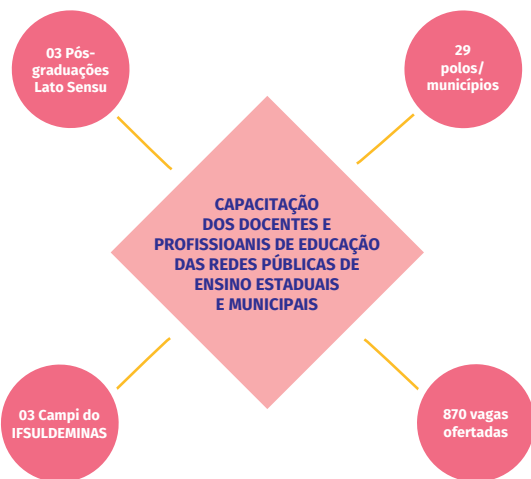 03 Pós-
graduações
Lato Sensu
29
polos/
municípios
CAPACITAÇÃO
DOS DOCENTES E
PROFISSIOANIS DE EDUCAÇÃO
DAS REDES PÚBLICAS DE
ENSINO ESTADUAIS
E MUNICIPAIS
03 Campi do
IFSULDEMINAS
870 vagas
ofertadas